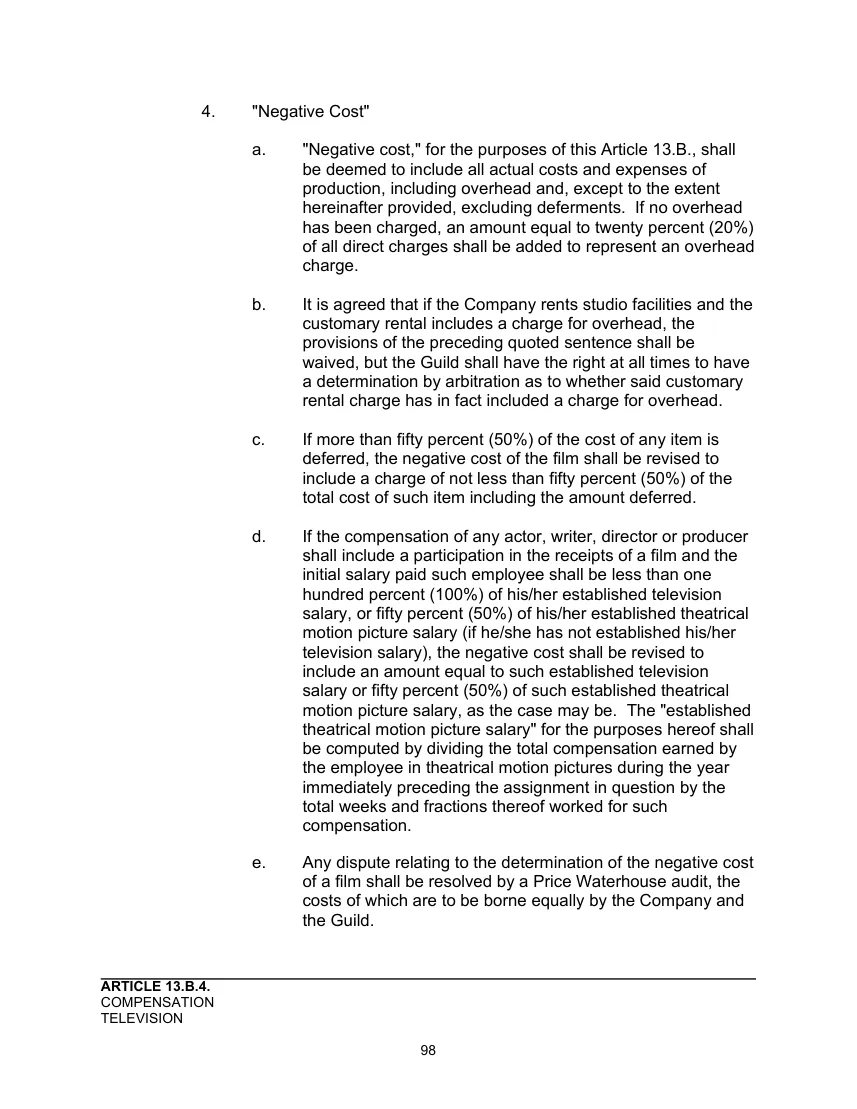 4. "Negative Cost"
a. "Negative cost," for the purposes of this Article 13.B., shall
be deemed to include all actual costs and expenses of
production, including overhead and, except to the extent
hereinafter provided, excluding deferments.  If no overhead
has been charged, an amount equal to twenty percent (20%)
of all direct charges shall be added to represent an overhead
charge.
b. It is agreed that if the Company rents studio facilities and the
customary rental includes a charge for overhead, the
provisions of the preceding quoted sentence shall be
waived, but the Guild shall have the right at all times to have
a determination by arbitration as to whether said customary
rental charge has in fact included a charge for overhead.
c. If more than fifty percent (50%) of the cost of any item is
deferred, the negative cost of the film shall be revised to
include a charge of not less than fifty percent (50%) of the
total cost of such item including the amount deferred.
d. If the compensation of any actor, writer, director or producer
shall include a participation in the receipts of a film and the
initial salary paid such employee shall be less than one
hundred percent (100%) of his/her established television
salary, or fifty percent (50%) of his/her established theatrical
motion picture salary (if he/she has not established his/her
television salary), the negative cost shall be revised to
include an amount equal to such established television
salary or fifty percent (50%) of such established theatrical
motion picture salary, as the case may be.  The "established
theatrical motion picture salary" for the purposes hereof shall
be computed by dividing the total compensation earned by
the employee in theatrical motion pictures during the year
immediately preceding the assignment in question by the
total weeks and fractions thereof worked for such
compensation.
e. Any dispute relating to the determination of the negative cost
of a film shall be resolved by a Price Waterhouse audit, the
costs of which are to be borne equally by the Company and
the Guild.
ARTICLE 13.B.4.
COMPENSATION
TELEVISION
98